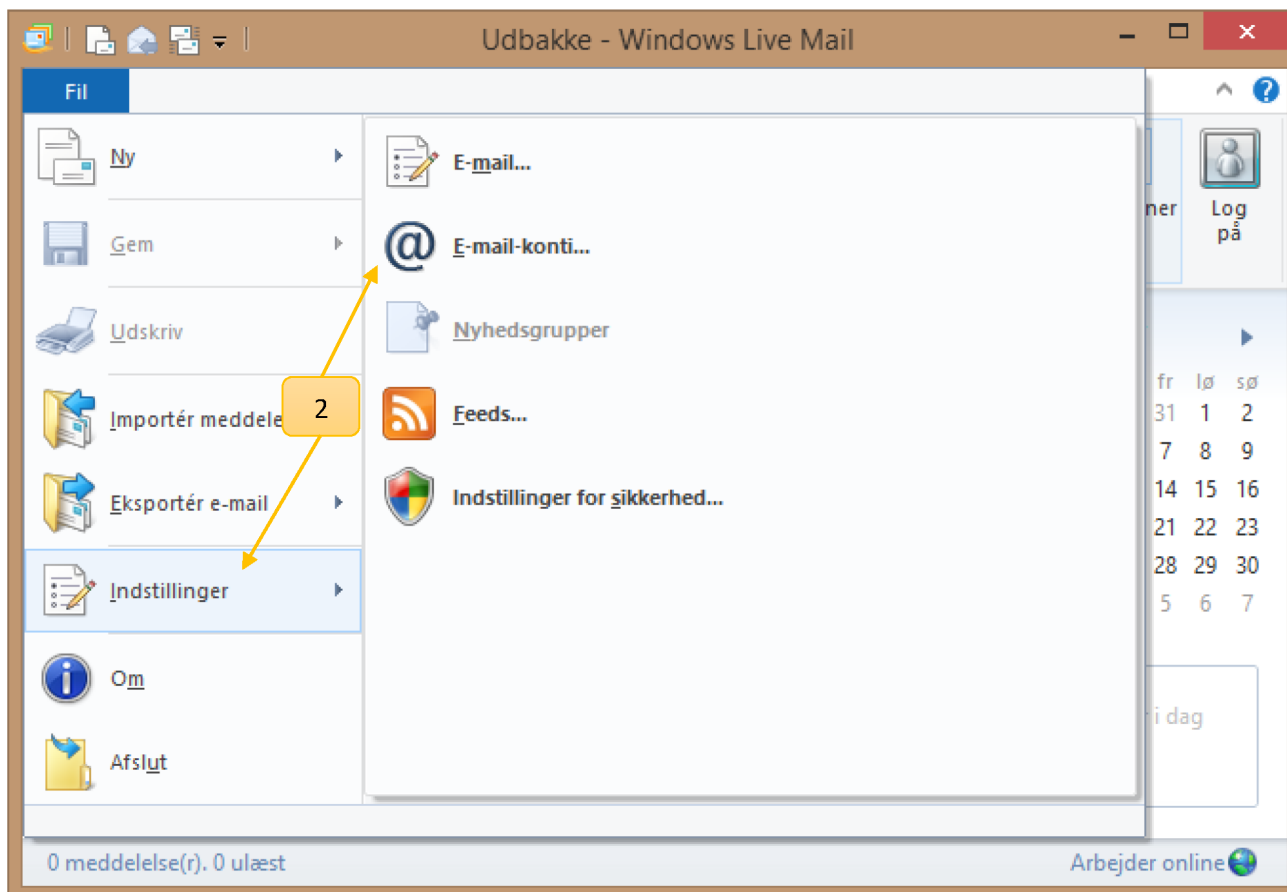 Udbakke - Windows Live Mail
Fil
Ny
Gem
Udskriv
Importér meddele
2
Eksportér e-mail
Indstillinger
Om
Afslut
E-mail...
E-mail-konti...
Nyhedsgrupper
Feeds...
Indstillinger for sikkerhed...
ner
Log
på
fr lø sø
31 1 2
7 8 9
14 15 16
21 22 23
28 29 30
5 6 7
i dag
0 meddelelse(r). 0 ulæst
Arbejder online